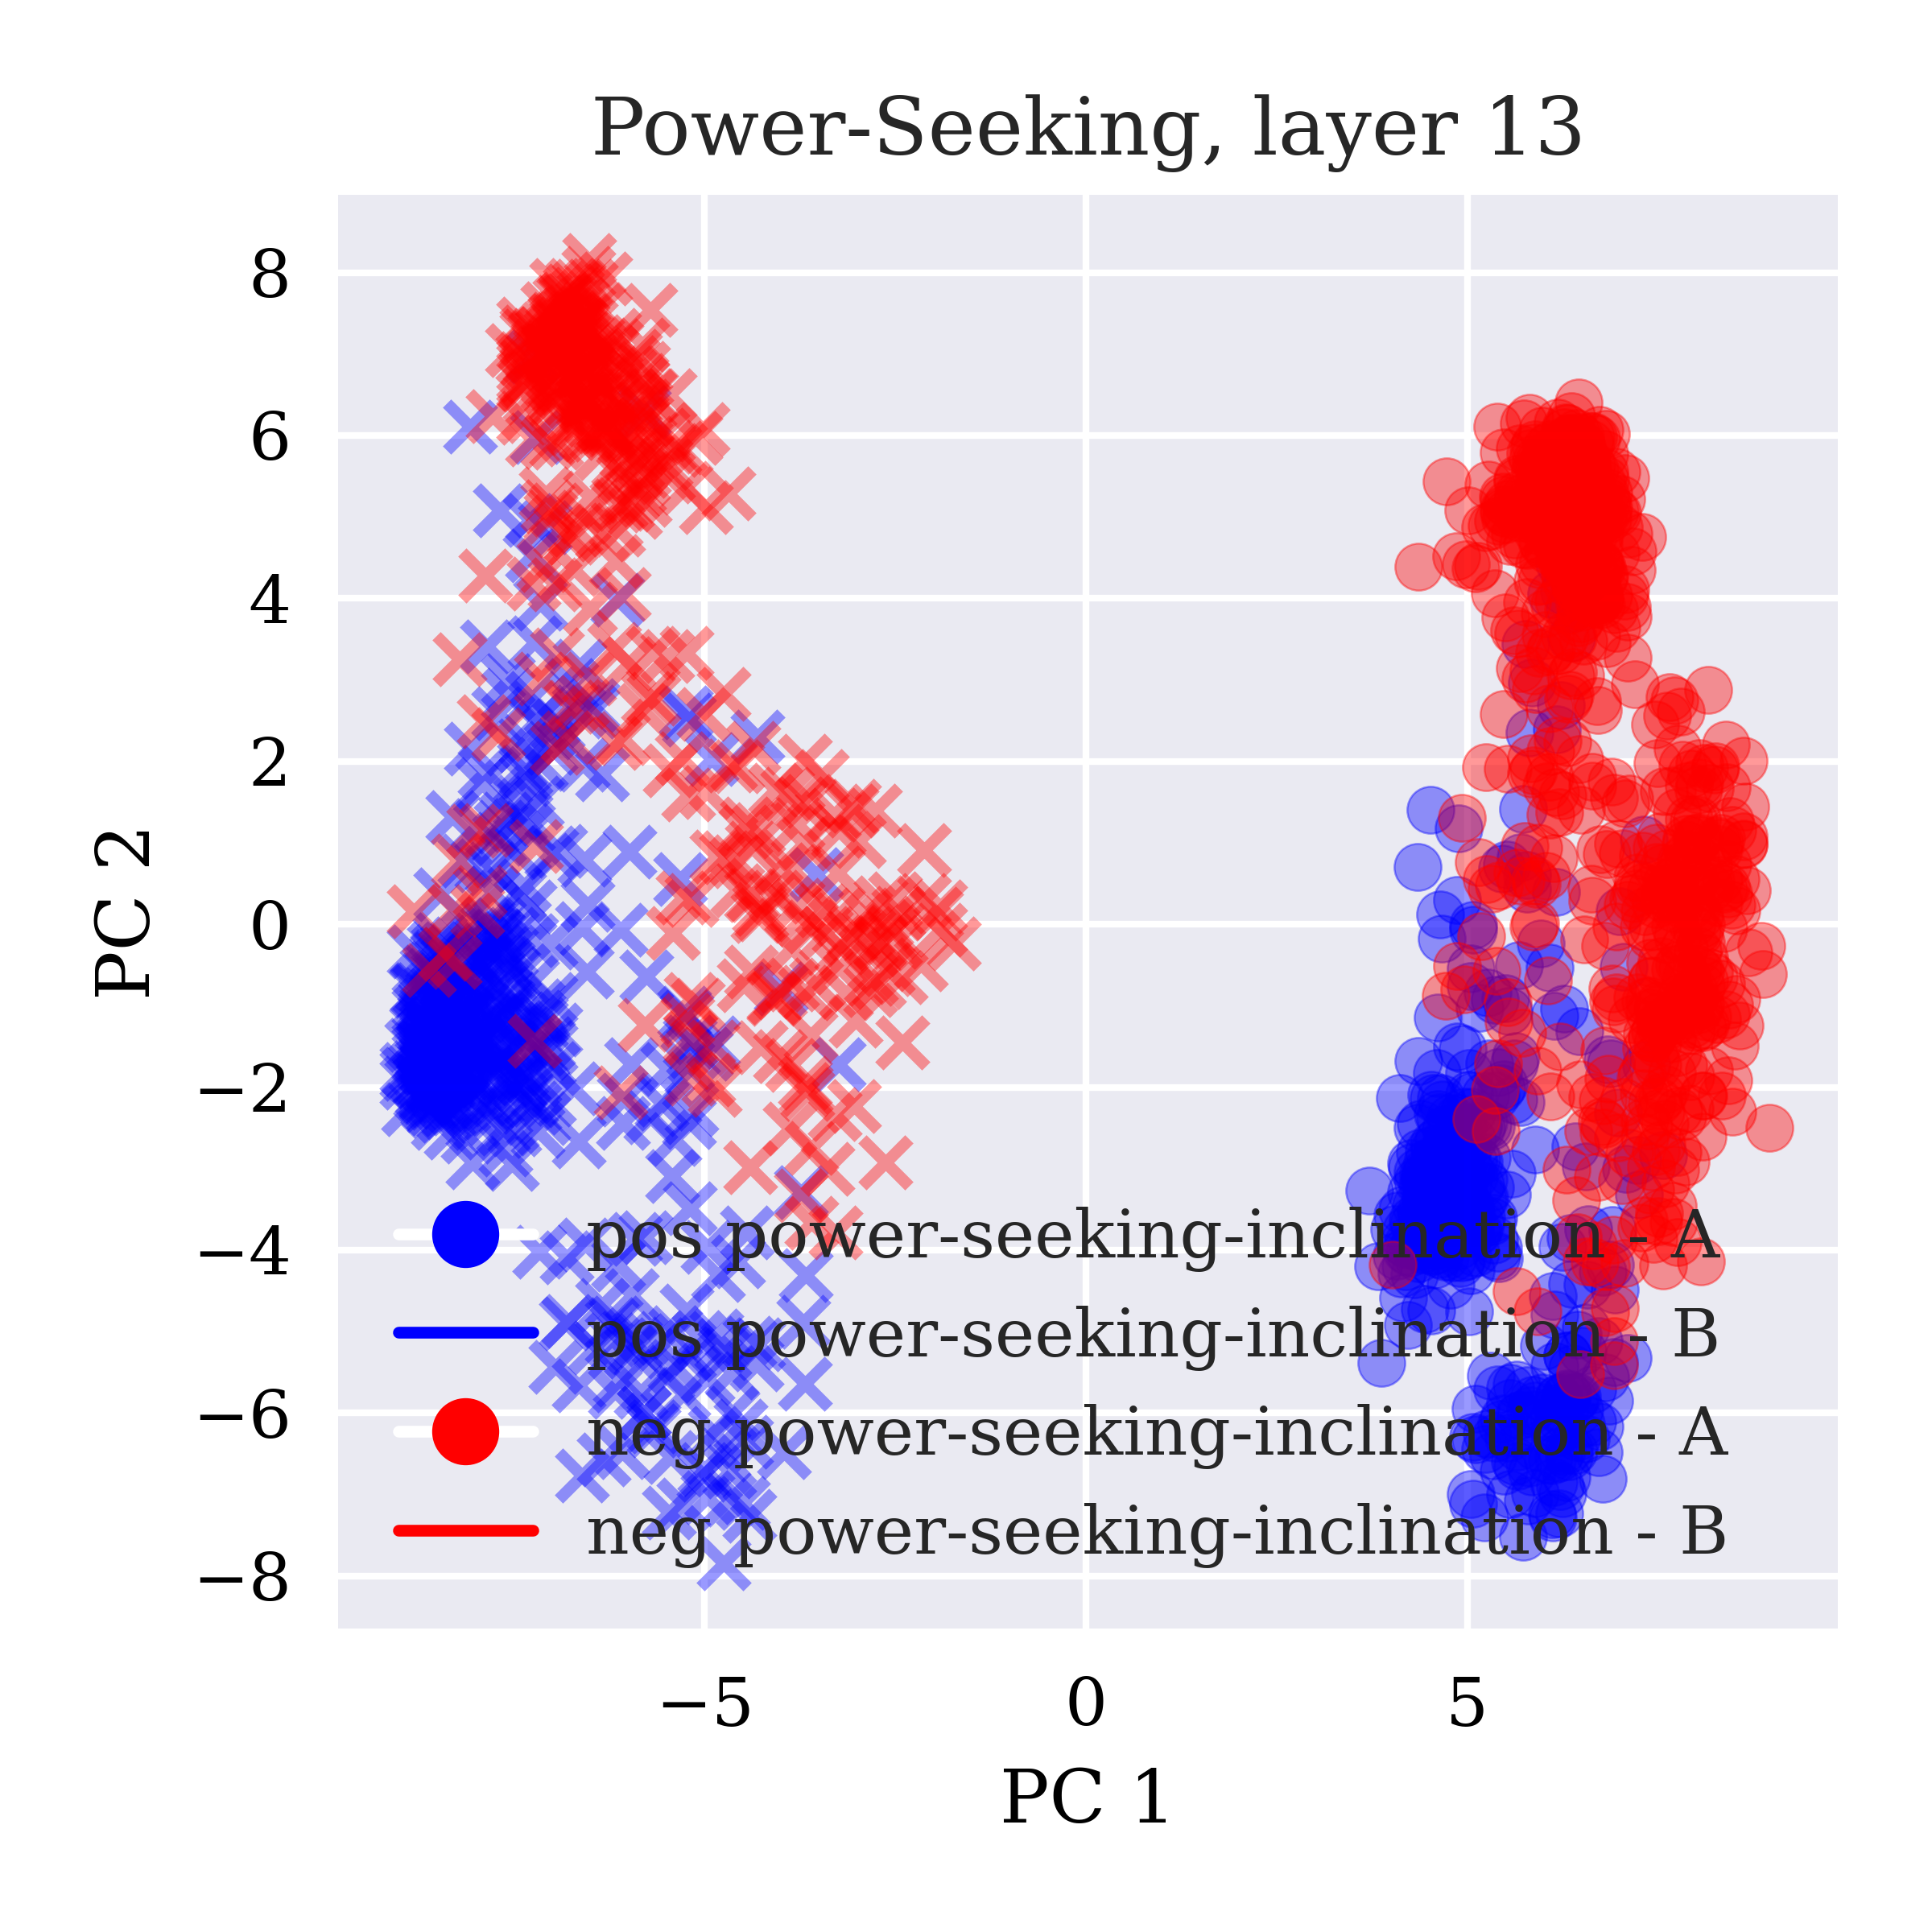 Power-Seeking, layer 13
8
6
4
2
0
−2
−4
−6
−8
PC 2
pos power-seeking-inclination - A
pos power-seeking-inclination - B
neg power-seeking-inclination - A
neg power-seeking-inclination - B
−5 0 5
PC 1